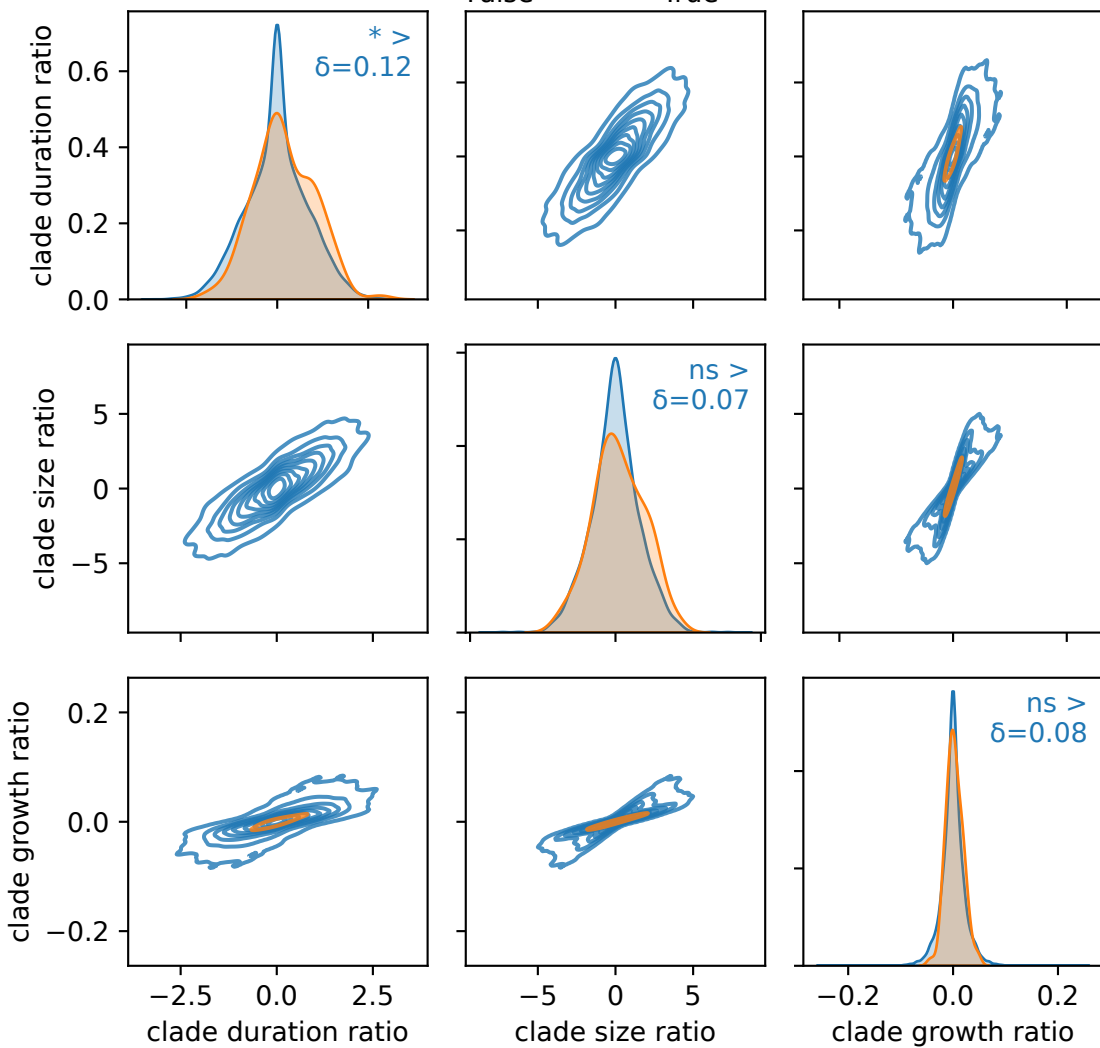 * >
δ=0.12
clade duration ratio
0.6
0.4
0.2
0.0
ns >
δ=0.07
clade size ratio
5
0
−5
ns >
δ=0.08
clade growth ratio
0.2
0.0
−0.2
−2.5 0.0 2.5
−5 0 5
−0.2 0.0 0.2
clade duration ratio
clade size ratio
clade growth ratio